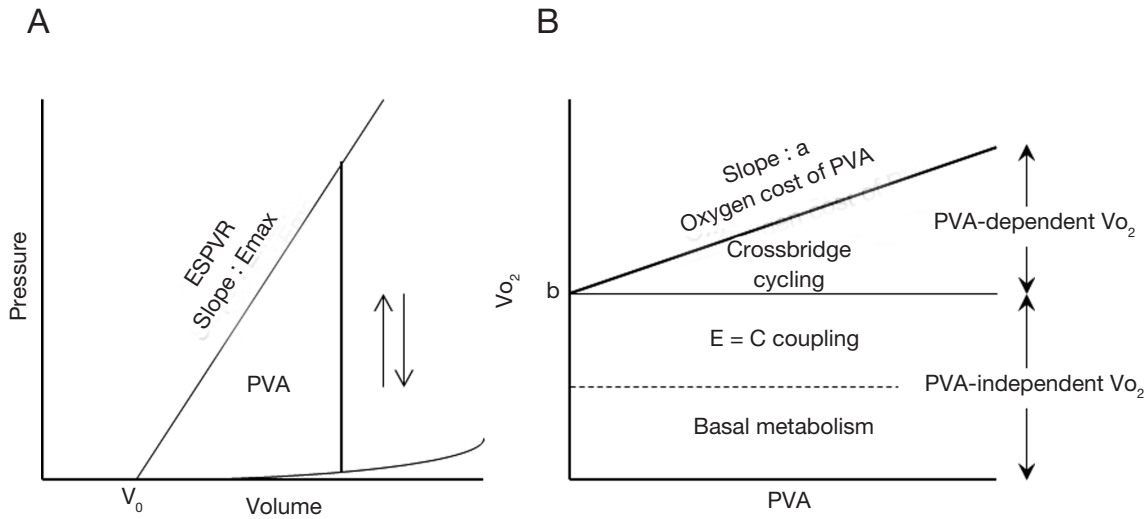 A
Pressure
ESPVR
Slope : Emax
PVA
V₀
Volume
B
Vo₂
b
Slope : a
Oxygen cost of PVA
Crossbridge
cycling
E = C coupling
Basal metabolism
PVA
PVA-dependent Vo₂
PVA-independent Vo₂